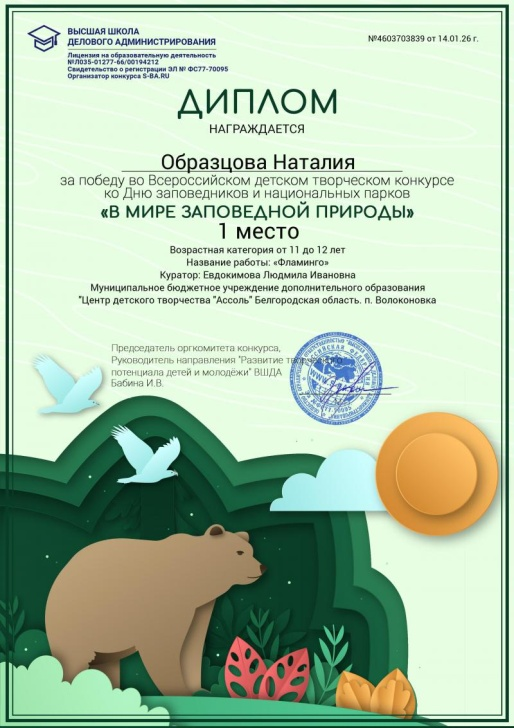 ВЫСШАЯ ШКОЛА
ДЕЛОВОГО АДМИНИСТРИРОВАНИЯ
Лицензия на образовательную деятельность
№Л035-01277-66/00194212
Свидетельство о регистрации ЭЛ № ФС77-70095
Организатор конкурса S-BA.RU
№4603703839 от 14.01.26 г.
ДИПЛОМ
НАГРАЖДАЕТСЯ
Образцова Наталия
за победу во Всероссийском детском творческом конкурсе
ко Дню заповедников и национальных парков
«В МИРЕ ЗАПОВЕДНОЙ ПРИРОДЫ»
1 место
Возрастная категория от 11 до 12 лет
Название работы: «Фламинго»
Куратор: Евдокимова Людмила Ивановна
Муниципальное бюджетное учреждение дополнительного образования
"Центр детского творчества "Ассоль" Белгородская область. п. Волоконовка
Председатель оргкомитета конкурса,
Руководитель направления "Развитие творческого
потенциала детей и молодёжи" ВШДА
Бабина И.В.